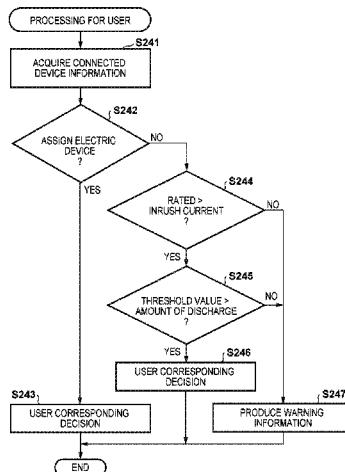 PROCESSING FOR USER
S241
ACQUIRE CONNECTED
DEVICE INFORMATION
S242
ASSIGN ELECTRIC
DEVICE
?
NO
YES
S244
RATED >
INRUSH CURRENT
?
NO
YES
S245
THRESHOLD VALUE >
AMOUNT OF DISCHARGE
?
NO
YES
S246
USER CORRESPONDING
DECISION
S243
USER CORRESPONDING
DECISION
S247
PRODUCE WARNING
INFORMATION
END